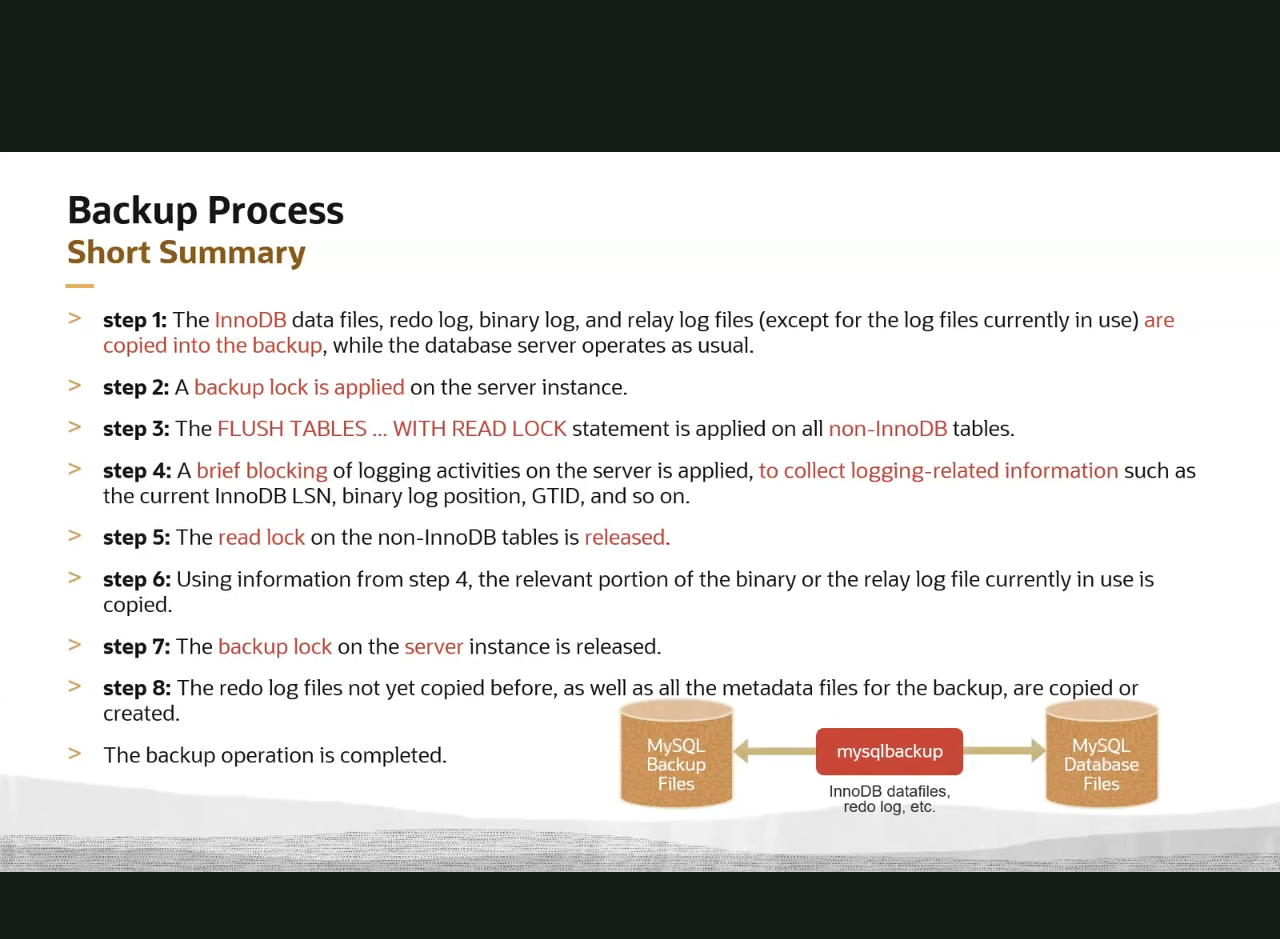 Backup Process
Short Summary
> step 1: The InnoDB data files, redo log, binary log, and relay log files (except for the log files currently in use) are
copied into the backup, while the database server operates as usual.
> step 2: A backup lock is applied on the server instance.
> step 3: The FLUSH TABLES ... WITH READ LOCK statement is applied on all non-InnoDB tables.
> step 4: A brief blocking of logging activities on the server is applied, to collect logging-related information such as
the current InnoDB LSN, binary log position, GTID, and so on.
> step 5: The read lock on the non-InnoDB tables is released.
> step 6: Using information from step 4, the relevant portion of the binary or the relay log file currently in use is
copied.
> step 7: The backup lock on the server instance is released.
> step 8: The redo log files not yet copied before, as well as all the metadata files for the backup, are copied or
created.
> The backup operation is completed.
MySQL
Backup
Files
mysqlbackup
InnoDB datafiles,
redo log, etc.
MySQL
Database
Files